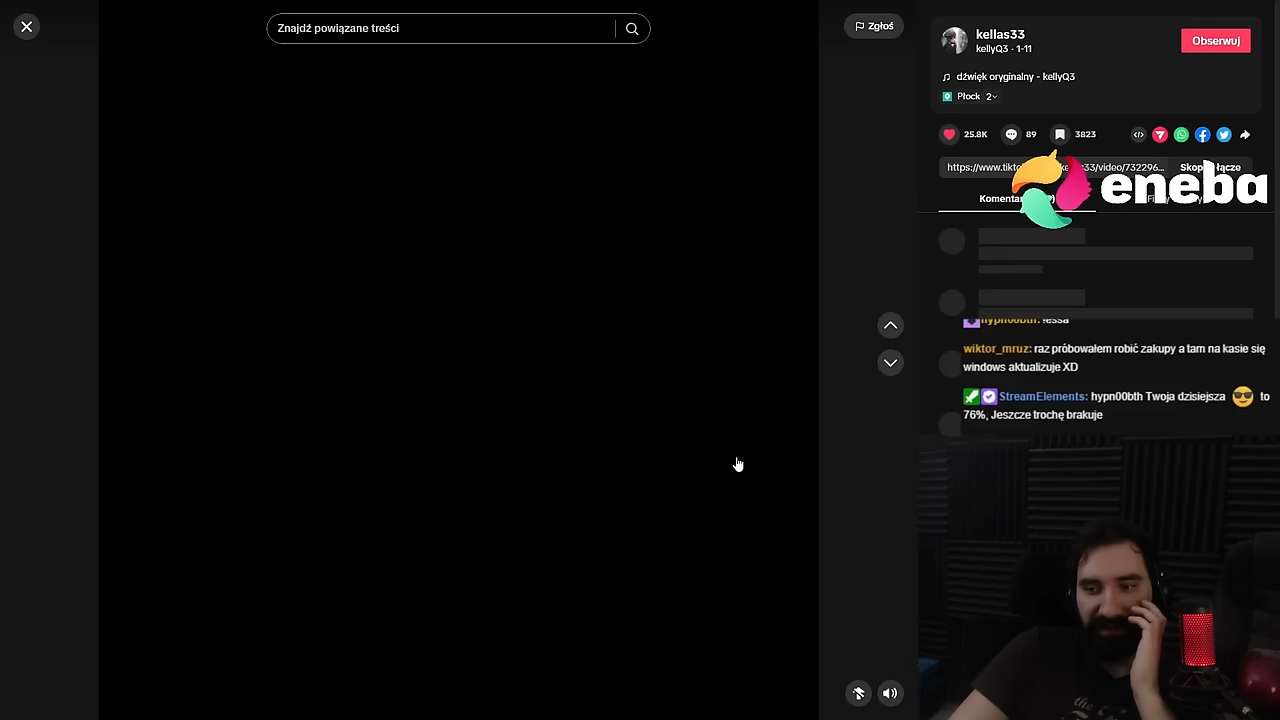 Znajdź powiązane treści
Zgłoś
kellas33
kellyQ3 · 1-11
Obserwuj
dźwięk oryginalny - kellyQ3
Płock 2
25.8K
89
3823
eneba
hypn00bth: !essa
wiktor_mruz: raz próbowałem robić zakupy a tam na kasie się
windows aktualizuje XD
StreamElements: hypn00bth Twoja dzisiejsza 😎 to
76%, Jeszcze trochę brakuje